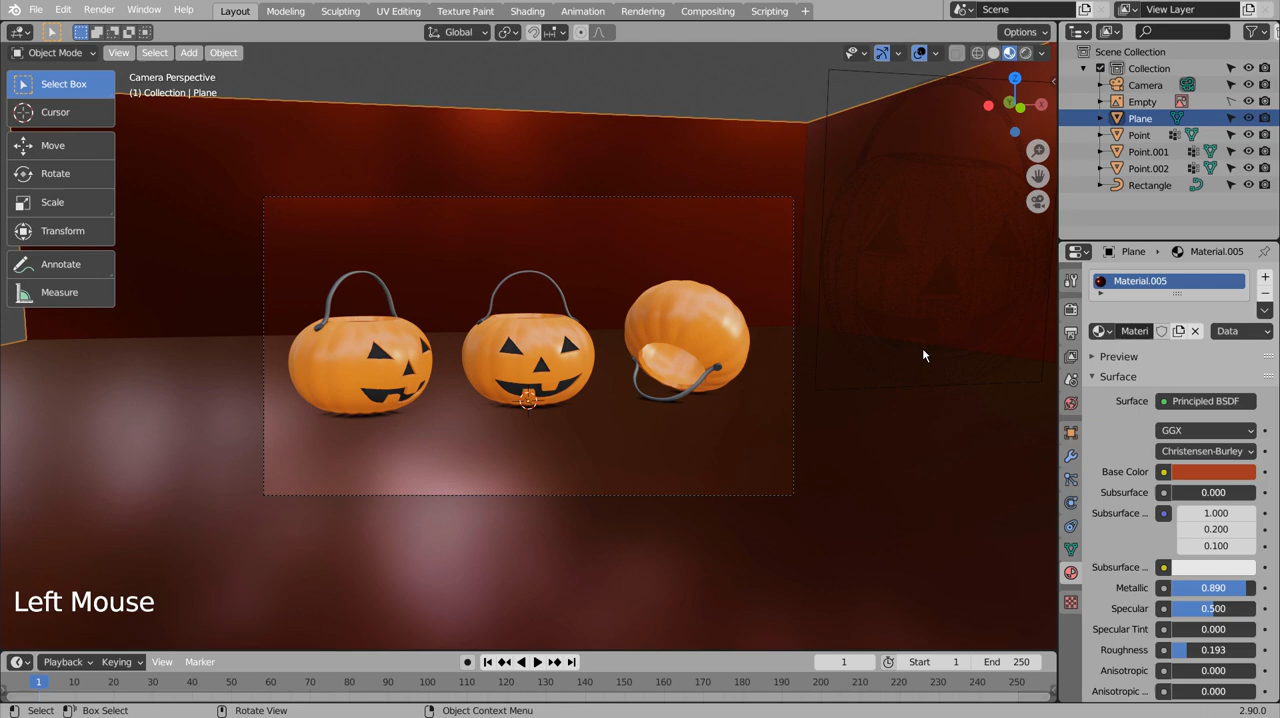 File Edit Render Window Help Layout Modeling Sculpting UV Editing Texture Paint Shading Animation Rendering Compositing Scripting + Scene View Layer
Global Options
Object Mode View Select Add Object
Select Box
Cursor
Move
Rotate
Scale
Transform
Annotate
Measure
Camera Perspective
(1) Collection | Plane
Z
X
Y
Left Mouse
Scene Collection
Collection
Camera
Empty
Plane
Point
Point.001
Point.002
Rectangle
Plane Material.005
Material.005
Materi Data
Preview
Surface
Surface Principled BSDF
GGX
Christensen-Burley
Base Color
Subsurface 0.000
Subsurface ... 1.000
0.200
0.100
Subsurface ...
Metallic 0.890
Specular 0.500
Specular Tint 0.000
Roughness 0.193
Anisotropic 0.000
Anisotropic ... 0.000
Playback Keying View Marker 1 Start 1 End 250
1 10 20 30 40 50 60 70 80 90 100 110 120 130 140 150 160 170 180 190 200 210 220 230 240 250
Select Box Select Rotate View Object Context Menu 2.90.0